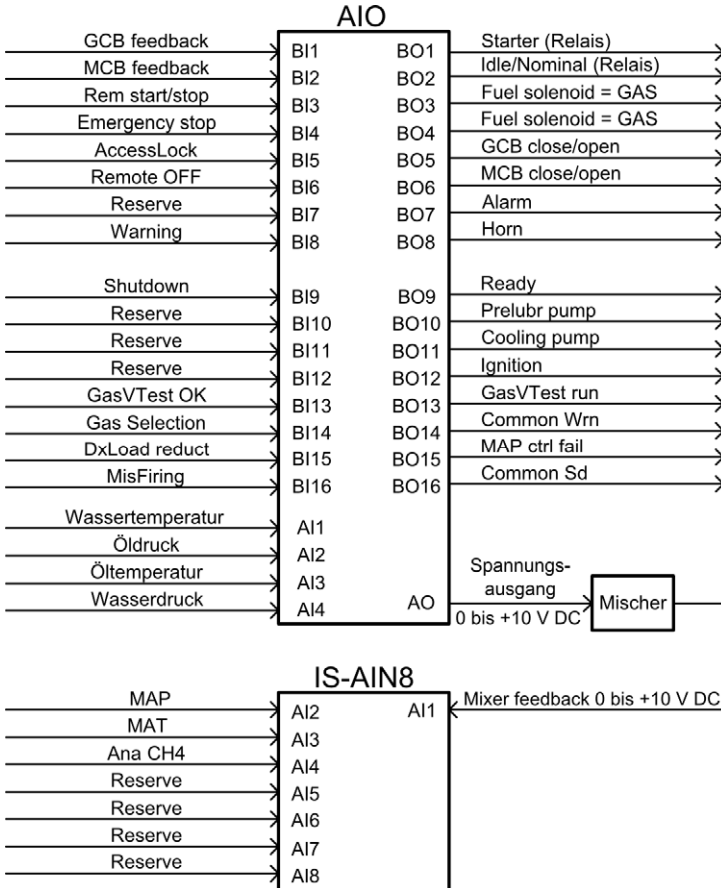 AIO
GCB feedback BI1 BO1 Starter (Relais)
MCB feedback BI2 BO2 Idle/Nominal (Relais)
Rem start/stop BI3 BO3 Fuel solenoid = GAS
Emergency stop BI4 BO4 Fuel solenoid = GAS
AccessLock BI5 BO5 GCB close/open
Remote OFF BI6 BO6 MCB close/open
Reserve BI7 BO7 Alarm
Warning BI8 BO8 Horn
Shutdown BI9 BO9 Ready
Reserve BI10 BO10 Prelubr pump
Reserve BI11 BO11 Cooling pump
Reserve BI12 BO12 Ignition
GasVTest OK BI13 BO13 GasVTest run
Gas Selection BI14 BO14 Common Wrn
DxLoad reduct BI15 BO15 MAP ctrl fail
MisFiring BI16 BO16 Common Sd
Wassertemperatur AI1
Öldruck AI2
Öltemperatur AI3
Wasserdruck AI4 AO
Spannungs-
ausgang
0 bis +10 V DC
Mischer
IS-AIN8
MAP AI2 AI1 Mixer feedback 0 bis +10 V DC
MAT AI3
Ana CH4 AI4
Reserve AI5
Reserve AI6
Reserve AI7
Reserve AI8